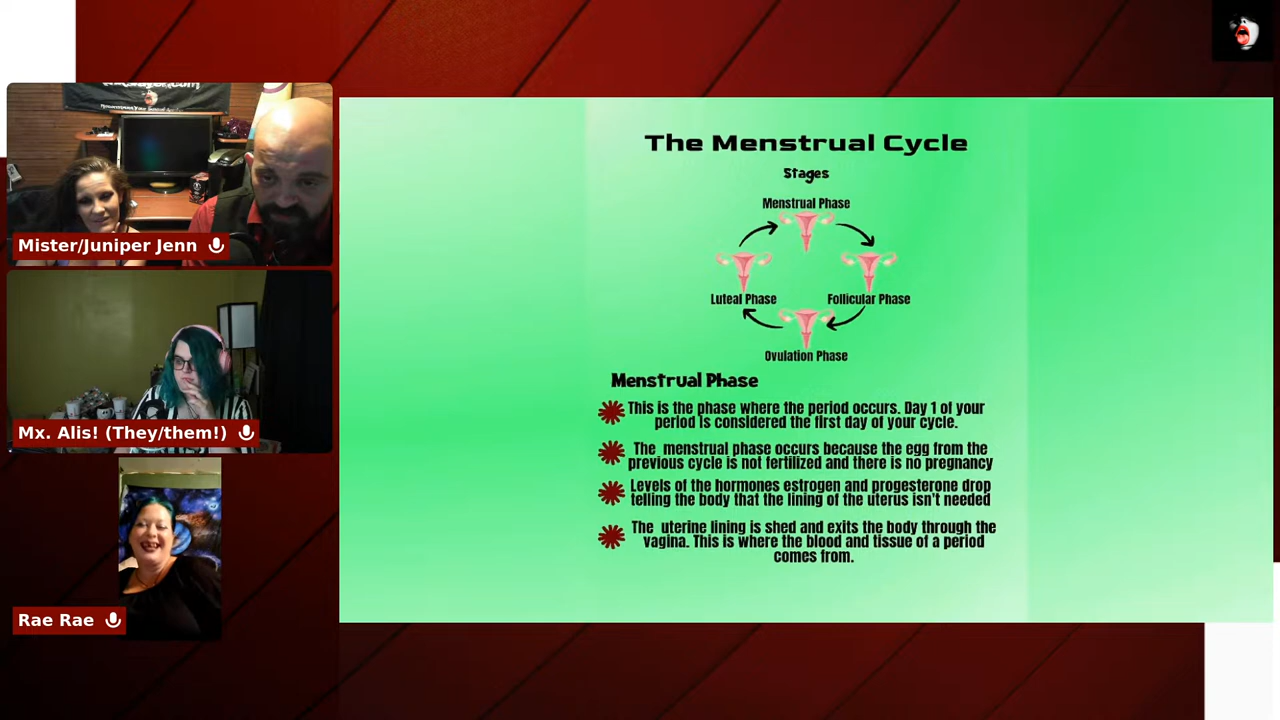 Mister/Juniper Jenn
Mx. Alis! (They/them!)
Rae Rae
The Menstrual Cycle
Stages
Menstrual Phase
Luteal Phase
Follicular Phase
Ovulation Phase
Menstrual Phase
This is the phase where the period occurs. Day 1 of your
period is considered the first day of your cycle.
The menstrual phase occurs because the egg from the
previous cycle is not fertilized and there is no pregnancy
Levels of the hormones estrogen and progesterone drop
telling the body that the lining of the uterus isn't needed
The uterine lining is shed and exits the body through the
vagina. This is where the blood and tissue of a period
comes from.